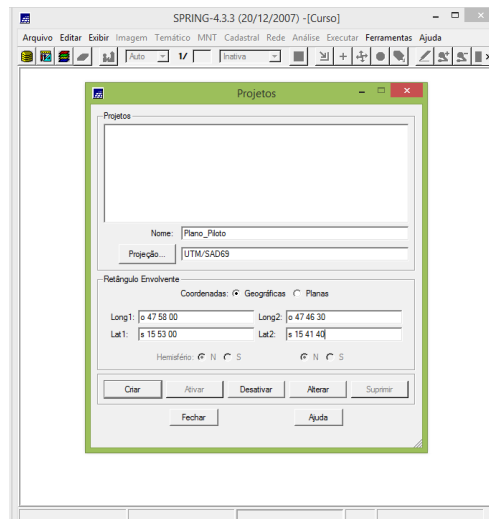 SPRING-4.3.3 (20/12/2007) -[Curso]
Arquivo Editar Exibir Imagem Temático MNT Cadastral Rede Análise Executar Ferramentas Ajuda
Auto 1/ Inativa
Projetos
Projetos
Nome: Plano_Piloto
Projeção... UTM/SAD69
Retângulo Envolvente
Coordenadas: Geográficas Planas
Long1: o 47 58 00 Long2: o 47 46 30
Lat1: s 15 53 00 Lat2: s 15 41 40
Hemisfério: N S N S
Criar Ativar Desativar Alterar Suprimir
Fechar Ajuda